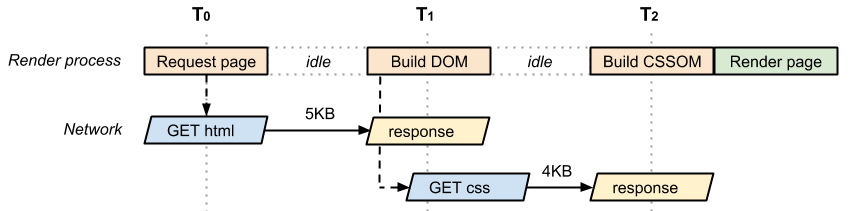 T0 T1 T2
Render process Request page idle Build DOM idle Build CSSOM Render page
5KB
Network GET html response
4KB
GET css response